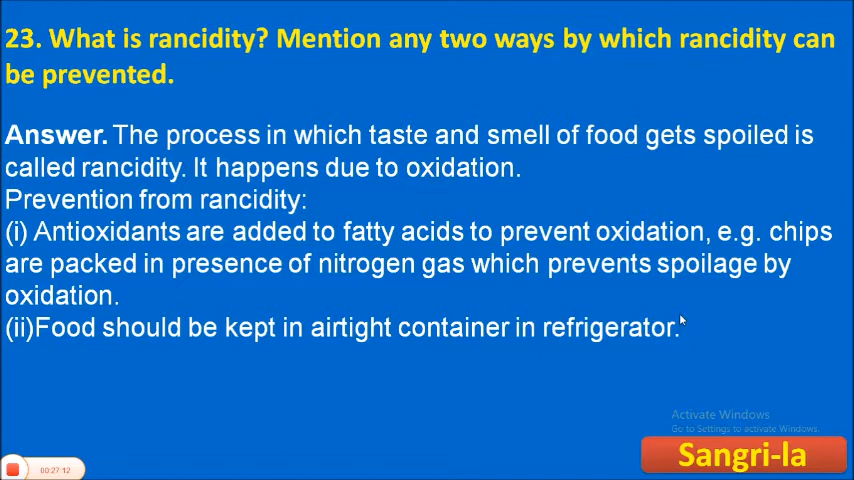 23. What is rancidity? Mention any two ways by which rancidity can
be prevented.
Answer. The process in which taste and smell of food gets spoiled is
called rancidity. It happens due to oxidation.
Prevention from rancidity:
(i) Antioxidants are added to fatty acids to prevent oxidation, e.g. chips
are packed in presence of nitrogen gas which prevents spoilage by
oxidation.
(ii)Food should be kept in airtight container in refrigerator.
Activate Windows
Go to Settings to activate Windows.
Sangri-la
00:27:12